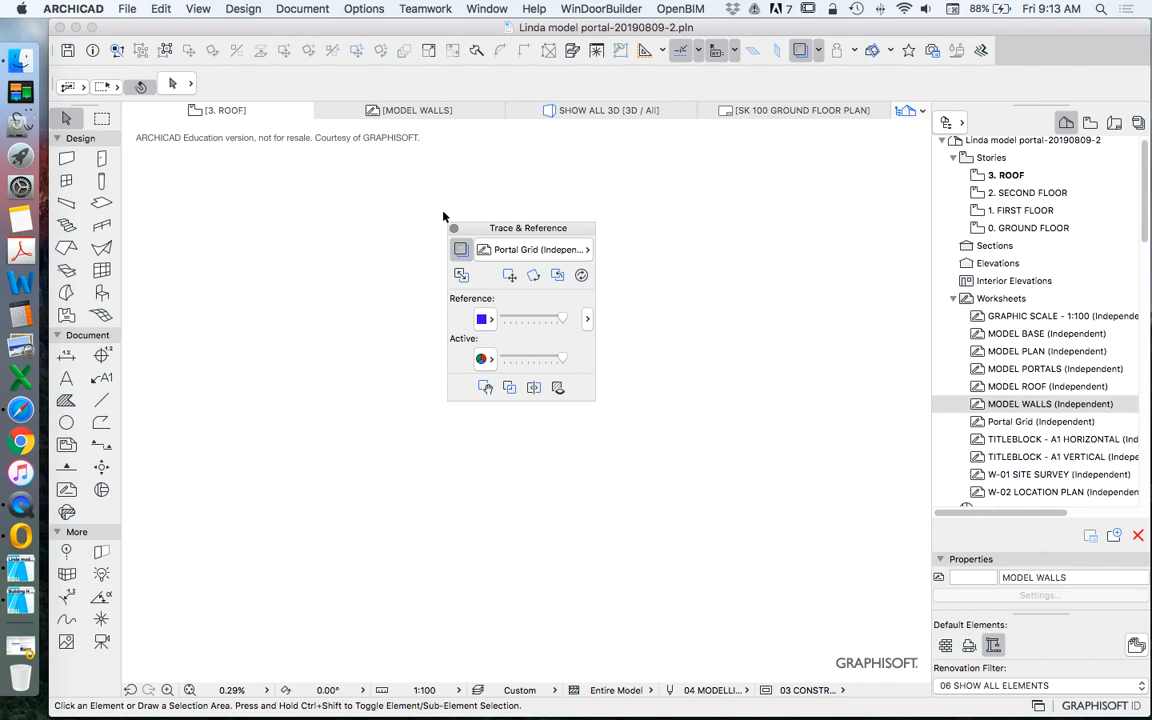 ARCHICAD File Edit View Design Document Options Teamwork Window WinDoorBuilder OpenBIM 7 88% Fri 9:13 AM
Linda model portal-20190809-2.pln
[3. ROOF] [MODEL WALLS] SHOW ALL 3D [3D / All] [SK 100 GROUND FLOOR PLAN]
ARCHICAD Education version, not for resale. Courtesy of GRAPHISOFT.
Design
Document
A
A1
1.2
More
Trace & Reference
Portal Grid (Indepen...
Reference:
Active:
Linda model portal-20190809-2
Stories
3. ROOF
2. SECOND FLOOR
1. FIRST FLOOR
0. GROUND FLOOR
Sections
Elevations
Interior Elevations
Worksheets
GRAPHIC SCALE - 1:100 (Independe
MODEL BASE (Independent)
MODEL PLAN (Independent)
MODEL PORTALS (Independent)
MODEL ROOF (Independent)
MODEL WALLS (Independent)
Portal Grid (Independent)
TITLEBLOCK - A1 HORIZONTAL (Ind
TITLEBLOCK - A1 VERTICAL (Indepe
W-01 SITE SURVEY (Independent)
W-02 LOCATION PLAN (Independen
Properties
MODEL WALLS
Settings...
Default Elements:
Renovation Filter:
06 SHOW ALL ELEMENTS
GRAPHISOFT.
0.29% 0.00° 1:100 Custom Entire Model 04 MODELLI... 03 CONSTR...
Click an Element or Draw a Selection Area. Press and Hold Ctrl+Shift to Toggle Element/Sub-Element Selection.
GRAPHISOFT ID